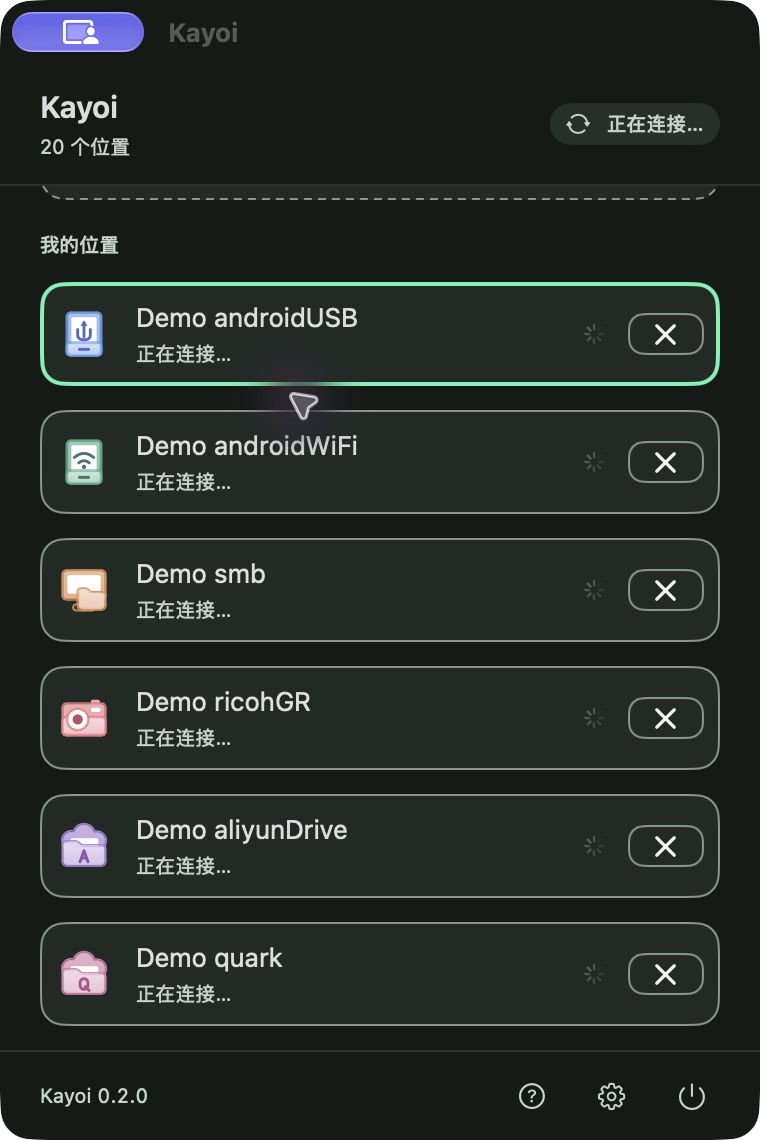 Kayoi
Kayoi
正在连接...
20 个位置
我的位置
Demo androidUSB
正在连接...
Demo androidWiFi
正在连接...
Demo smb
正在连接...
Demo ricohGR
正在连接...
Demo aliyunDrive
正在连接...
A
Demo quark
正在连接...
Q
Kayoi 0.2.0
?